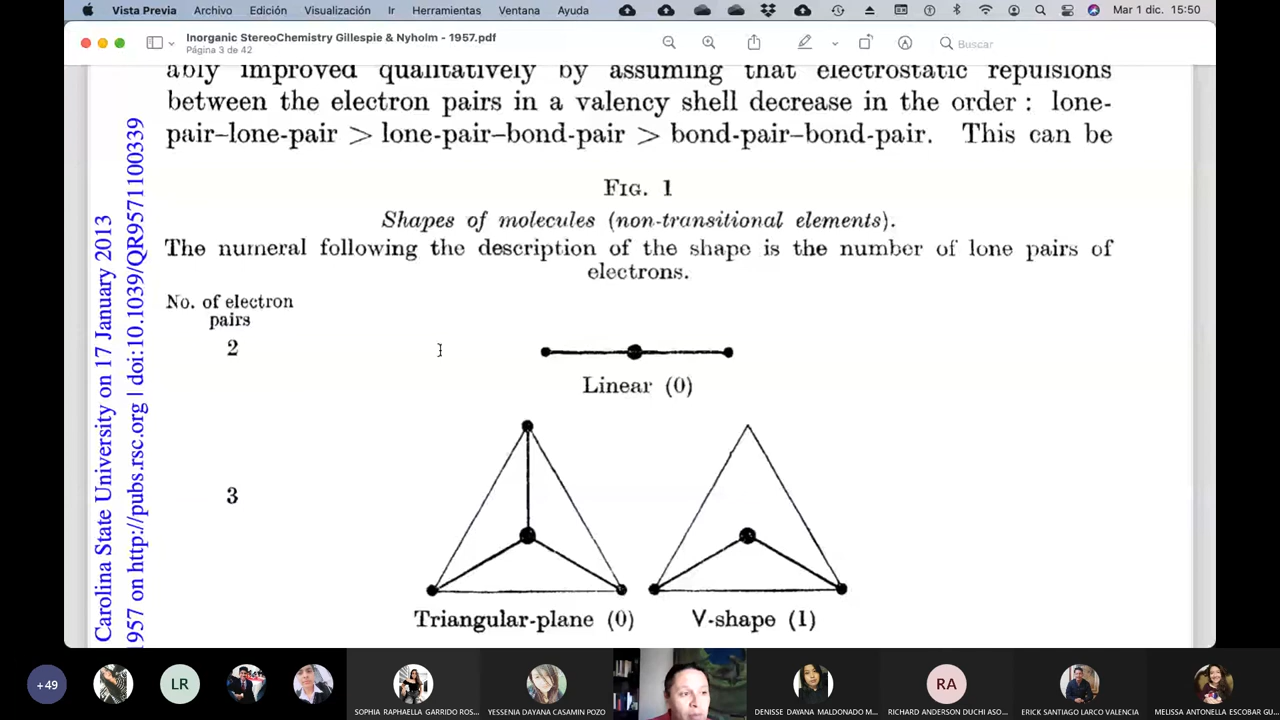 Vista Previa Archivo Edición Visualización Ir Herramientas Ventana Ayuda Mar 1 dic. 15:50
Inorganic StereoChemistry Gillespie & Nyholm - 1957.pdf
Página 3 de 42
Buscar
ably improved qualitatively by assuming that electrostatic repulsions
between the electron pairs in a valency shell decrease in the order : lone-
pair–lone-pair > lone-pair–bond-pair > bond-pair–bond-pair. This can be
FIG. 1
Shapes of molecules (non-transitional elements).
The numeral following the description of the shape is the number of lone pairs of
electrons.
No. of electron
pairs
2
Linear (0)
3
Triangular-plane (0) V-shape (1)
Carolina State University on 17 January 2013
1957 on http://pubs.rsc.org | doi:10.1039/QR9571100339
+49
LR
RA
SOPHIA RAPHAELLA GARRIDO ROS...
YESSENIA DAYANA CASAMIN POZO
DENISSE DAYANA MALDONADO M...
RICHARD ANDERSON DUCHI ASO...
ERICK SANTIAGO LARCO VALENCIA
MELISSA ANTONELLA ESCOBAR GU...